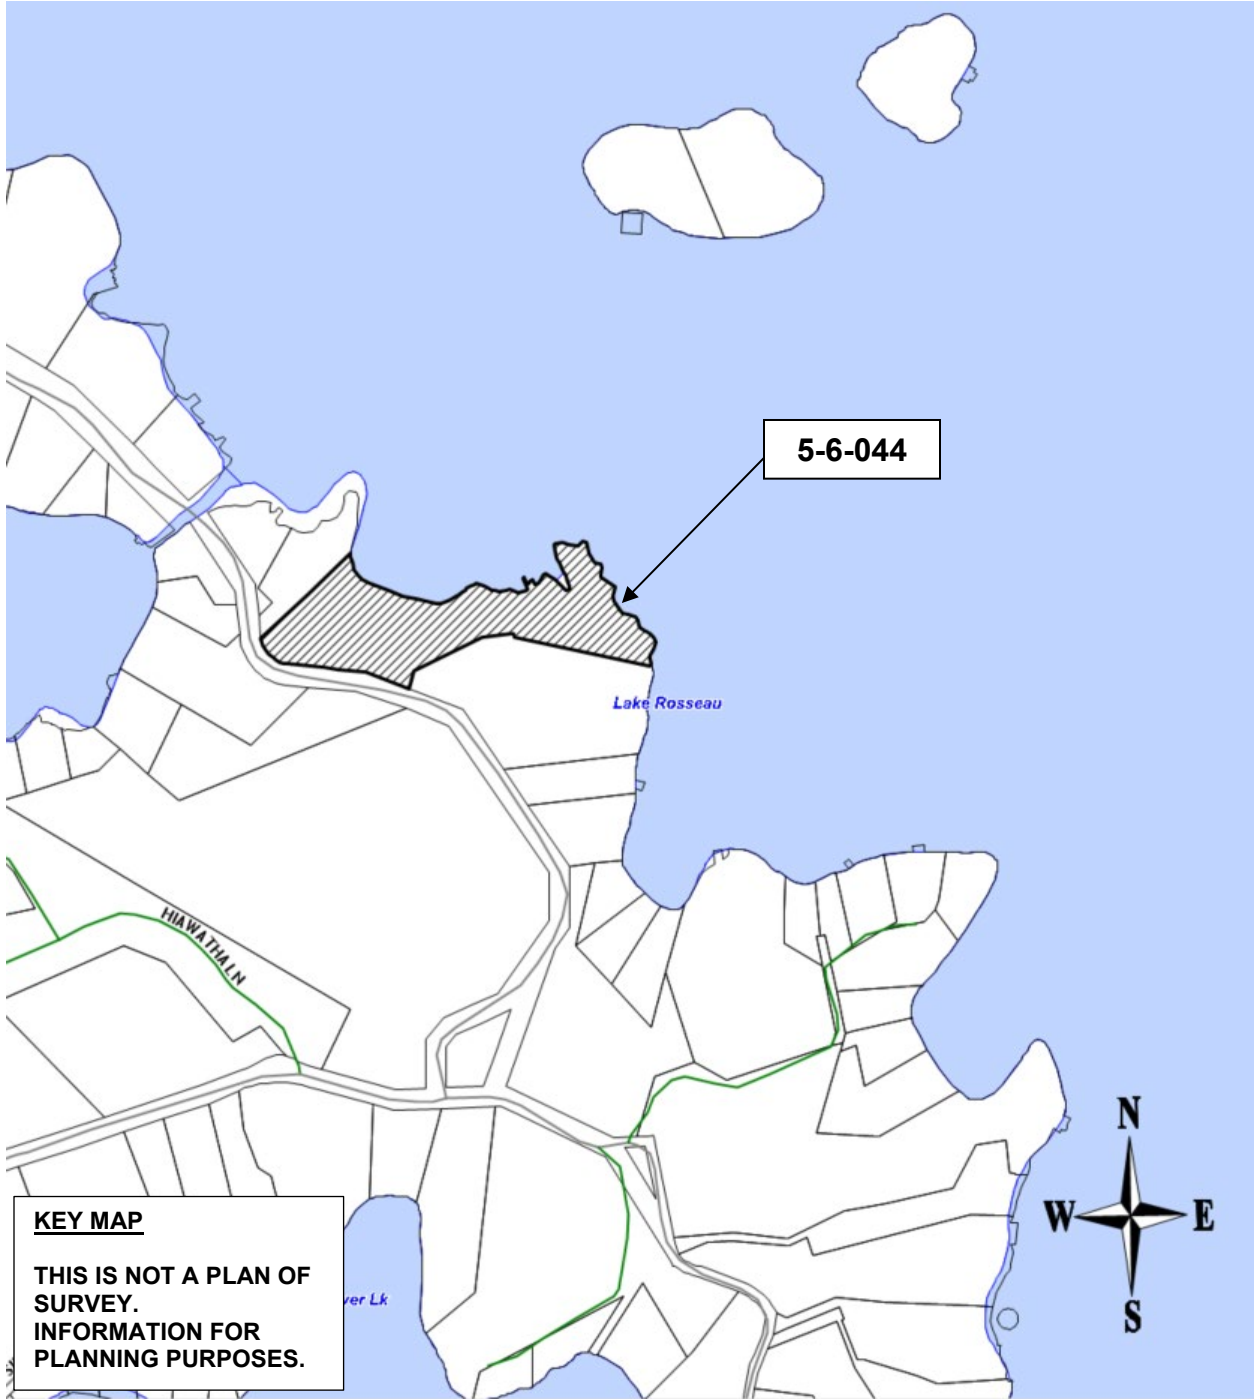 5-6-044
Lake Rosseau
HIAWATHA LN
N
W E
S
KEY MAP
THIS IS NOT A PLAN OF
SURVEY.
INFORMATION FOR
PLANNING PURPOSES.
ver Lk